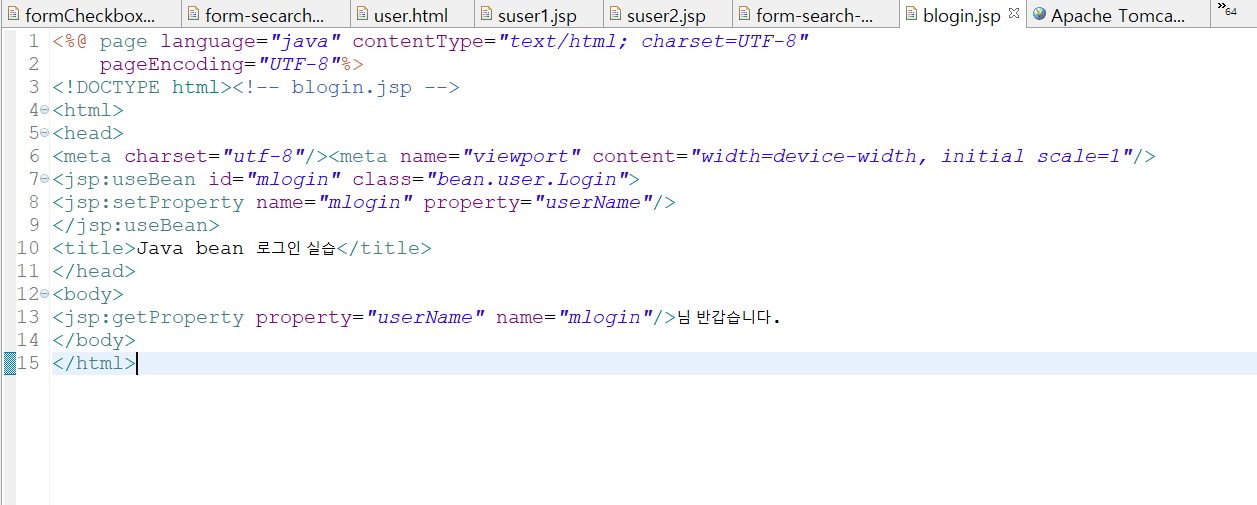 formCheckbox...
form-secarch...
user.html
suser1.jsp
suser2.jsp
form-search-...
blogin.jsp
Apache Tomca...
»64
1 <%@ page language="java" contentType="text/html; charset=UTF-8"
2     pageEncoding="UTF-8"%>
3 <!DOCTYPE html><!-- blogin.jsp -->
4 <html>
5 <head>
6 <meta charset="utf-8"/><meta name="viewport" content="width=device-width, initial scale=1"/>
7 <jsp:useBean id="mlogin" class="bean.user.Login">
8 <jsp:setProperty name="mlogin" property="userName"/>
9 </jsp:useBean>
10 <title>Java bean 로그인 실습</title>
11 </head>
12 <body>
13 <jsp:getProperty property="userName" name="mlogin"/>님 반갑습니다.
14 </body>
15 </html>